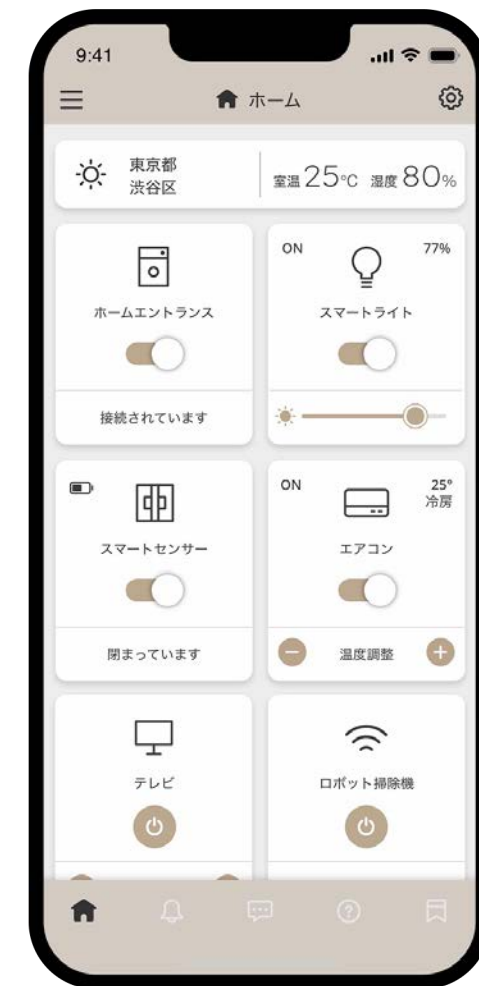 9:41
ホーム
東京都
渋谷区
室温 25℃ 湿度 80%
ホームエントランス
接続されています
ON 77%
スマートライト
スマートセンサー
閉まっています
ON 25°
冷房
エアコン
温度調整
テレビ
ロボット掃除機